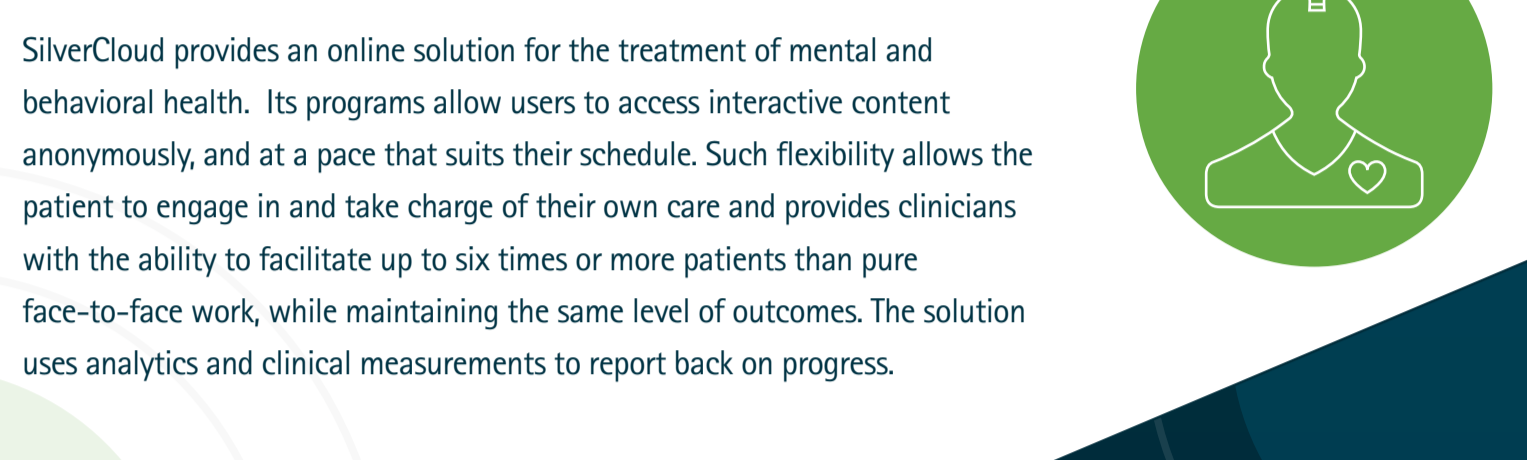 SilverCloud provides an online solution for the treatment of mental and
behavioral health.  Its programs allow users to access interactive content
anonymously, and at a pace that suits their schedule. Such flexibility allows the
patient to engage in and take charge of their own care and provides clinicians
with the ability to facilitate up to six times or more patients than pure
face-to-face work, while maintaining the same level of outcomes. The solution
uses analytics and clinical measurements to report back on progress.